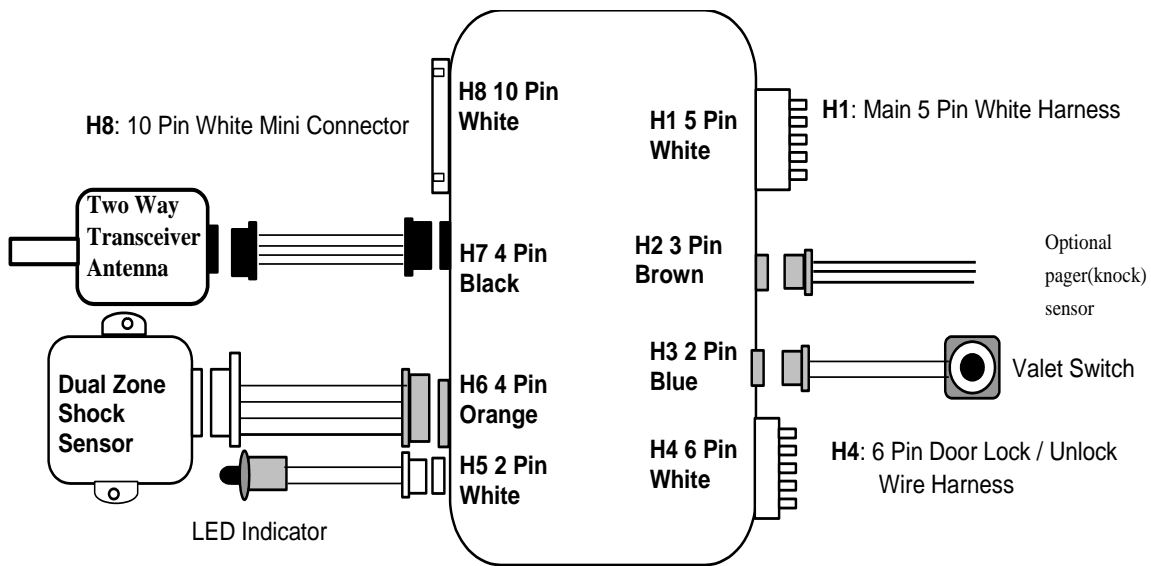 H8: 10 Pin White Mini Connector
Two Way
Transceiver
Antenna
Dual Zone
Shock
Sensor
LED Indicator
H8 10 Pin
White
H7 4 Pin
Black
H6 4 Pin
Orange
H5 2 Pin
White
H1 5 Pin
White
H2 3 Pin
Brown
H3 2 Pin
Blue
H4 6 Pin
White
H1: Main 5 Pin White Harness
Optional
pager(knock)
sensor
Valet Switch
H4: 6 Pin Door Lock / Unlock
Wire Harness